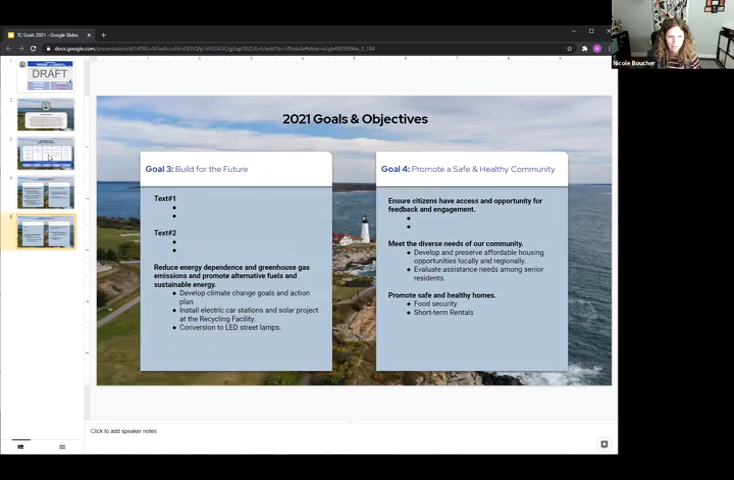 TC Goals 2021 - Google Slides
Nicole Boucher
DRAFT
2021 Goals & Objectives
Goal 3: Build for the Future
Text#1
Text#2
Reduce energy dependence and greenhouse gas
emissions and promote alternative fuels and
sustainable energy.
Develop climate change goals and action
plan
Install electric car stations and solar project
at the Recycling Facility.
Conversion to LED street lamps.
Goal 4: Promote a Safe & Healthy Community
Ensure citizens have access and opportunity for
feedback and engagement.
Meet the diverse needs of our community.
Develop and preserve affordable housing
opportunities locally and regionally.
Evaluate assistance needs among senior
residents.
Promote safe and healthy homes.
Food security
Short-term Rentals
Click to add speaker notes